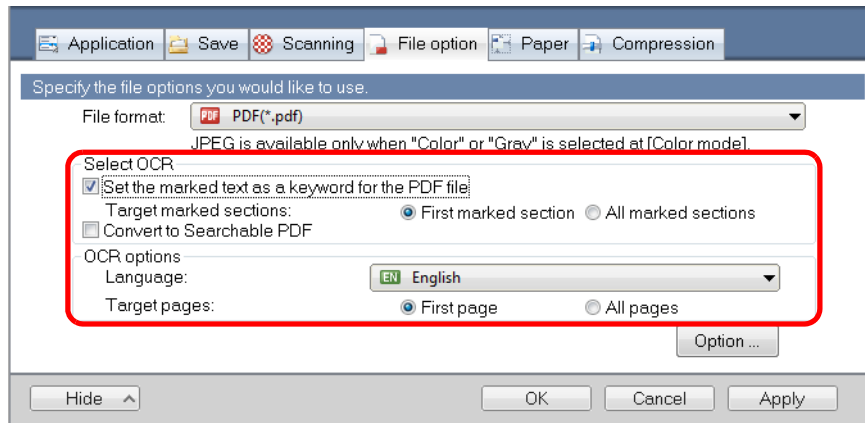 Application Save Scanning File option Paper Compression
Specify the file options you would like to use.
File format: PDF PDF(*.pdf)
JPEG is available only when "Color" or "Gray" is selected at [Color mode].
Select OCR
Set the marked text as a keyword for the PDF file
Target marked sections: First marked section All marked sections
Convert to Searchable PDF
OCR options
Language: EN English
Target pages: First page All pages
Option ...
Hide OK Cancel Apply